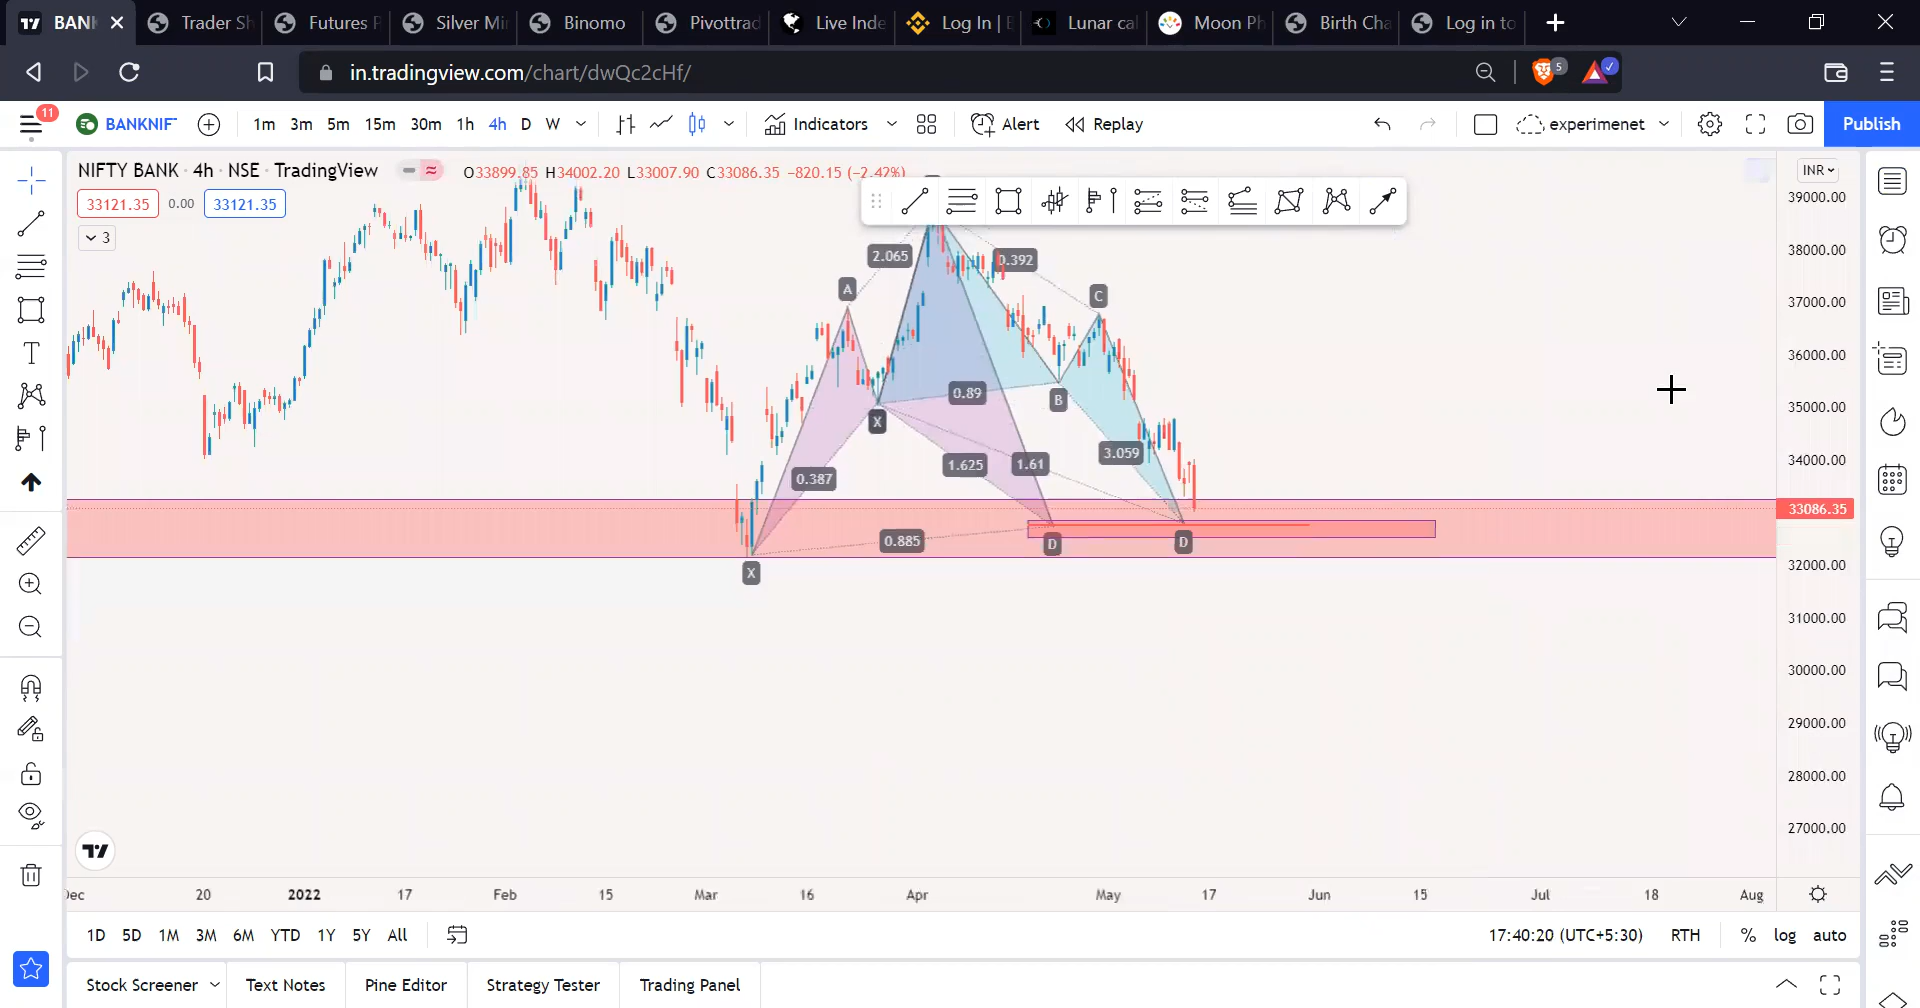 BANK
Trader Sh
Futures P
Silver Min
Binomo
Pivottrad
Live Inde
Log In | B
Lunar cal
Moon Ph
Birth Cha
Log in to
in.tradingview.com/chart/dwQc2cHf/
5
11
BANKNIF
1m 3m 5m 15m 30m 1h 4h D W
Indicators
Alert
Replay
experimenet
Publish
NIFTY BANK · 4h · NSE · TradingView
O33899.85 H34002.20 L33007.90 C33086.35 −820.15 (−2.42%)
INR
33121.35 0.00 33121.35
3
39000.00
38000.00
37000.00
36000.00
35000.00
34000.00
33086.35
32000.00
31000.00
30000.00
29000.00
28000.00
27000.00
2.065
0.392
A
C
0.89
B
X
3.059
1.625
1.61
0.387
0.885
D
D
X
T
Dec 20 2022 17 Feb 15 Mar 16 Apr May 17 Jun 15 Jul 18 Aug
1D 5D 1M 3M 6M YTD 1Y 5Y All
17:40:20 (UTC+5:30) RTH % log auto
Stock Screener Text Notes Pine Editor Strategy Tester Trading Panel